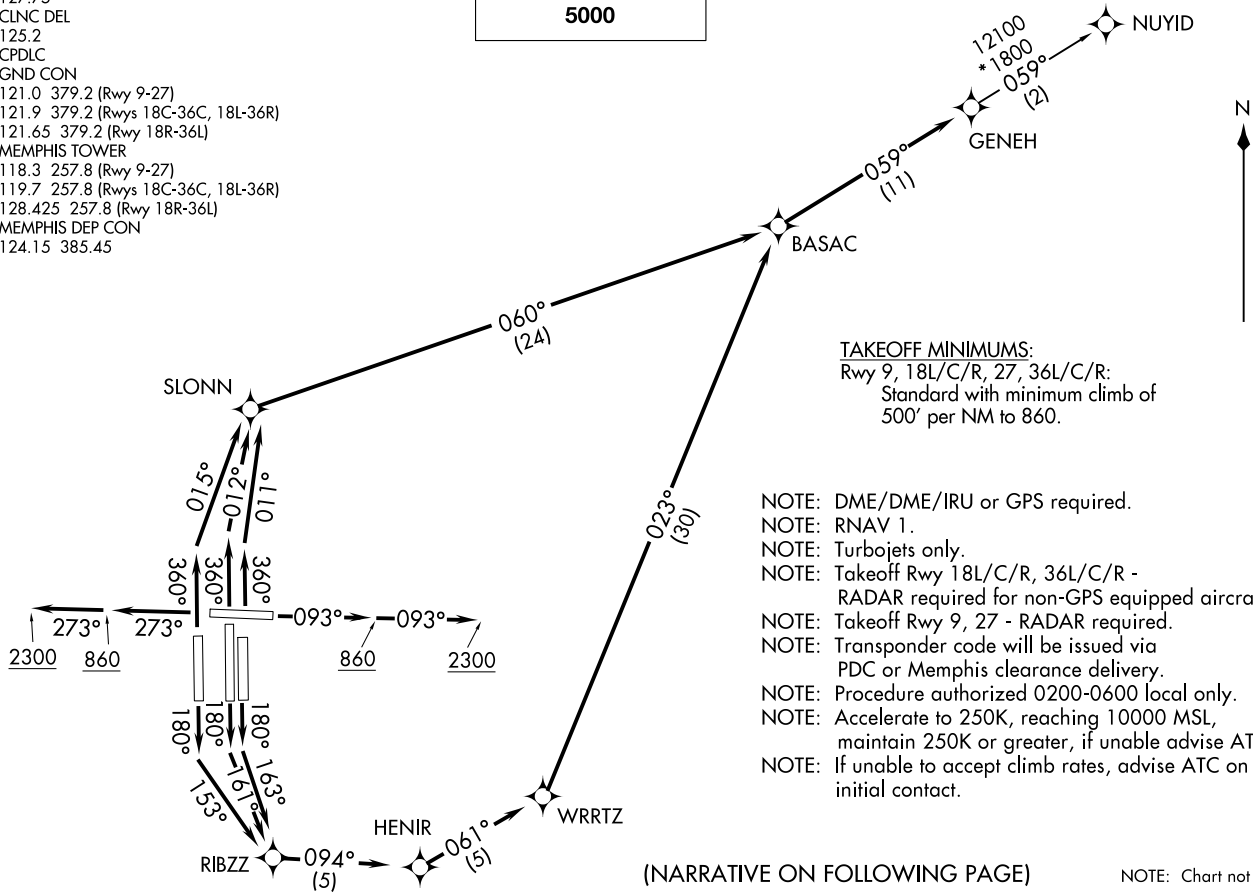 CLNC DEL
125.2
CPDLC
GND CON
121.0 379.2 (Rwy 9-27)
121.9 379.2 (Rwys 18C-36C, 18L-36R)
121.65 379.2 (Rwy 18R-36L)
MEMPHIS TOWER
118.3 257.8 (Rwy 9-27)
119.7 257.8 (Rwys 18C-36C, 18L-36R)
128.425 257.8 (Rwy 18R-36L)
MEMPHIS DEP CON
124.15 385.45
5000
NUYID
12100
*1800
059°
(2)
GENEH
N
059°
(11)
BASAC
060°
(24)
SLONN
TAKEOFF MINIMUMS:
Rwy 9, 18L/C/R, 27, 36L/C/R:
Standard with minimum climb of
500' per NM to 860.
015°
012°
011°
360°
360°
360°
023°
(30)
273°
273°
093°
093°
2300
860
860
2300
180°
180°
180°
153°
161°
163°
NOTE: DME/DME/IRU or GPS required.
NOTE: RNAV 1.
NOTE: Turbojets only.
NOTE: Takeoff Rwy 18L/C/R, 36L/C/R -
RADAR required for non-GPS equipped
NOTE: Takeoff Rwy 9, 27 - RADAR required.
NOTE: Transponder code will be issued via
PDC or Memphis clearance delivery.
NOTE: Procedure authorized 0200-0600 local only.
NOTE: Accelerate to 250K, reaching 10000 MSL,
maintain 250K or greater, if unable advise
NOTE: If unable to accept climb rates, advise ATC on
initial contact.
RIBZZ
094°
(5)
HENIR
061°
(5)
WRRTZ
(NARRATIVE ON FOLLOWING PAGE)
NOTE: Chart not